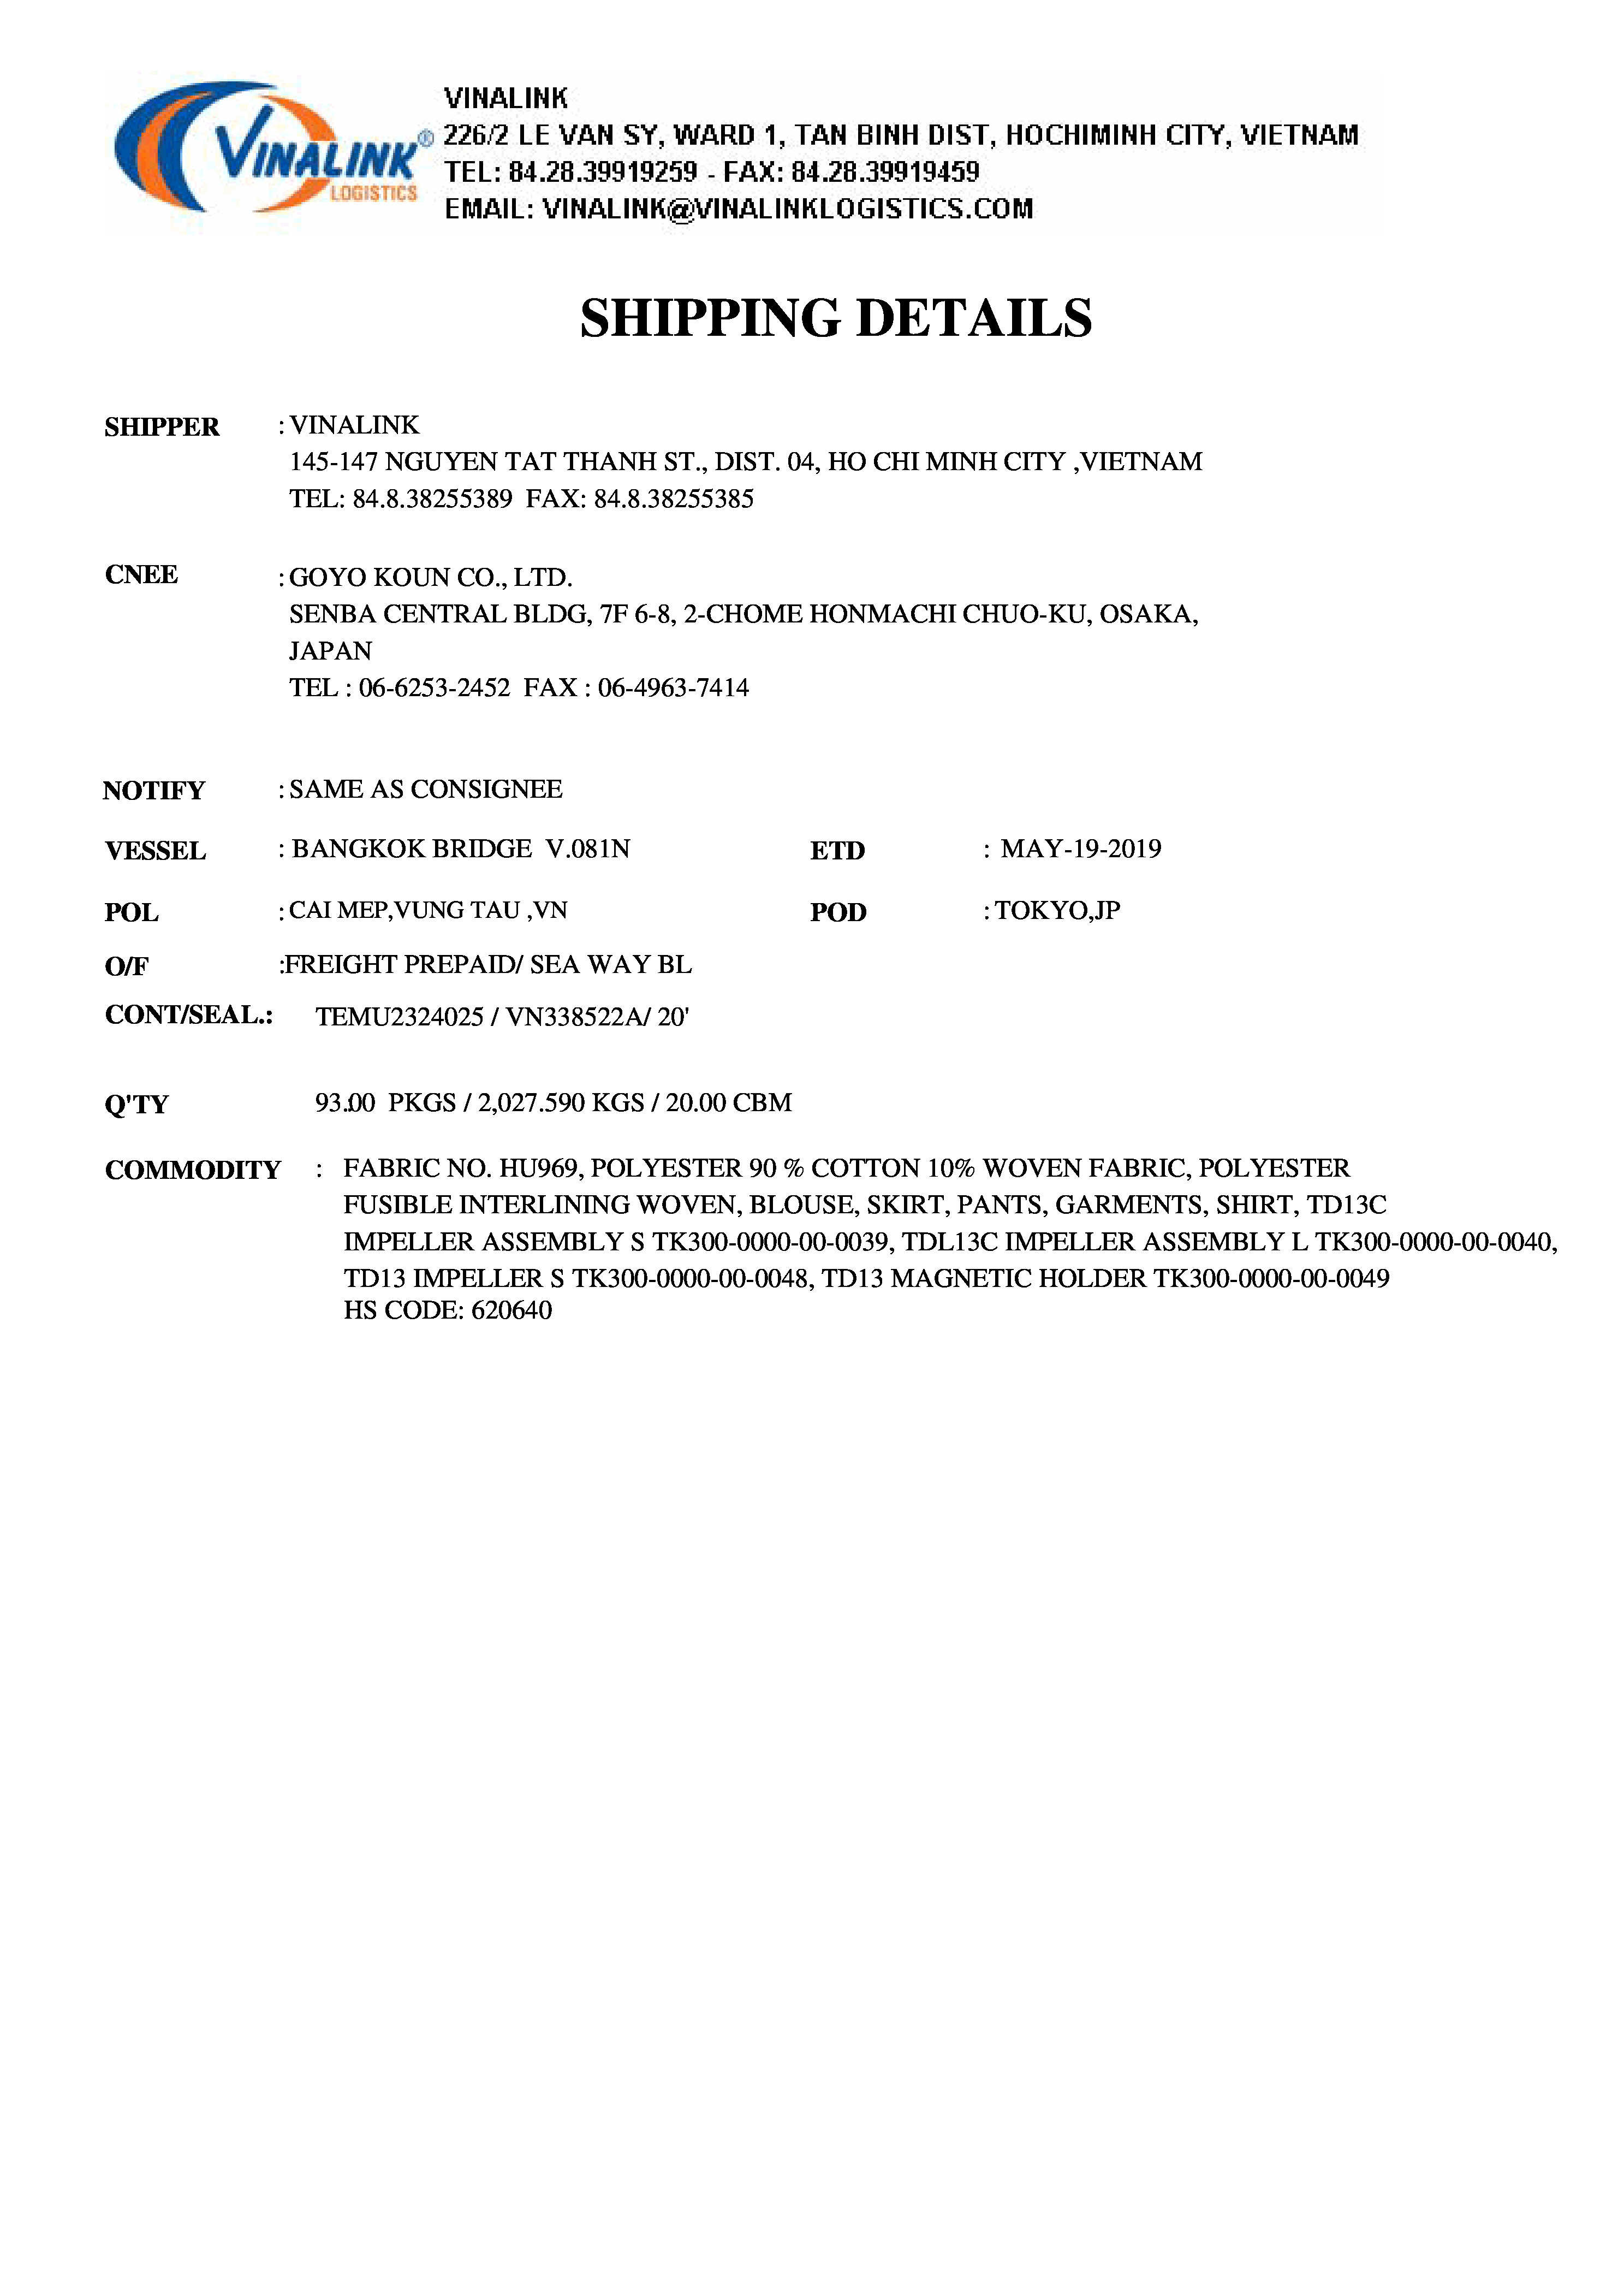 VINALINK® LOGISTICS
VINALINK
226/2 LE VAN SY, WARD 1, TAN BINH DIST, HOCHIMINH CITY, VIETNAM
TEL: 84.28.39919259 - FAX: 84.28.39919459
EMAIL: VINALINK@VINALINKLOGISTICS.COM
SHIPPING DETAILS
SHIPPER : VINALINK
145-147 NGUYEN TAT THANH ST., DIST. 04, HO CHI MINH CITY ,VIETNAM
TEL: 84.8.38255389 FAX: 84.8.38255385
CNEE : GOYO KOUN CO., LTD.
SENBA CENTRAL BLDG, 7F 6-8, 2-CHOME HONMACHI CHUO-KU, OSAKA,
JAPAN
TEL : 06-6253-2452 FAX : 06-4963-7414
NOTIFY : SAME AS CONSIGNEE
VESSEL : BANGKOK BRIDGE V.081N ETD : MAY-19-2019
POL : CAI MEP,VUNG TAU ,VN POD : TOKYO,JP
O/F :FREIGHT PREPAID/ SEA WAY BL
CONT/SEAL.: TEMU2324025 / VN338522A/ 20'
Q'TY 93.00 PKGS / 2,027.590 KGS / 20.00 CBM
COMMODITY : FABRIC NO. HU969, POLYESTER 90 % COTTON 10% WOVEN FABRIC, POLYESTER
FUSIBLE INTERLINING WOVEN, BLOUSE, SKIRT, PANTS, GARMENTS, SHIRT, TD13C
IMPELLER ASSEMBLY S TK300-0000-00-0039, TDL13C IMPELLER ASSEMBLY L TK300-0000-00-0040,
TD13 IMPELLER S TK300-0000-00-0048, TD13 MAGNETIC HOLDER TK300-0000-00-0049
HS CODE: 620640